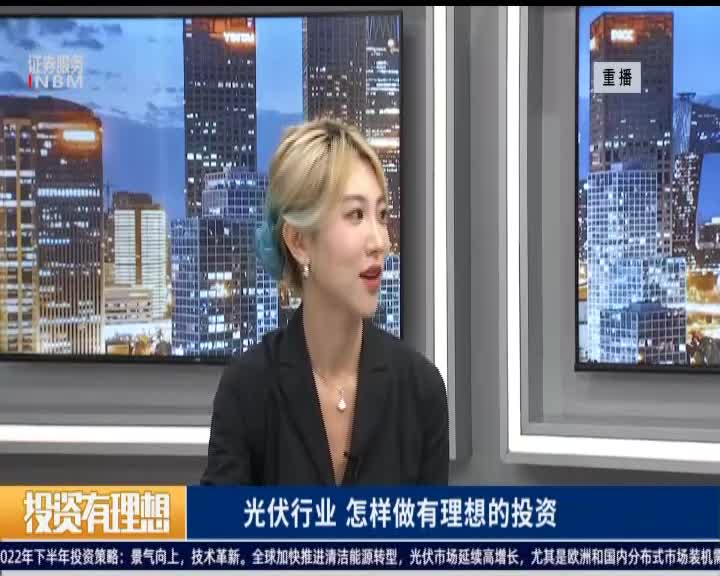 证券服务
NBM
重播
投资有理想
光伏行业 怎样做有理想的投资
022年下半年投资策略：景气向上，技术革新。全球加快推进清洁能源转型，光伏市场延续高增长，尤其是欧洲和国内分布式市场装机需